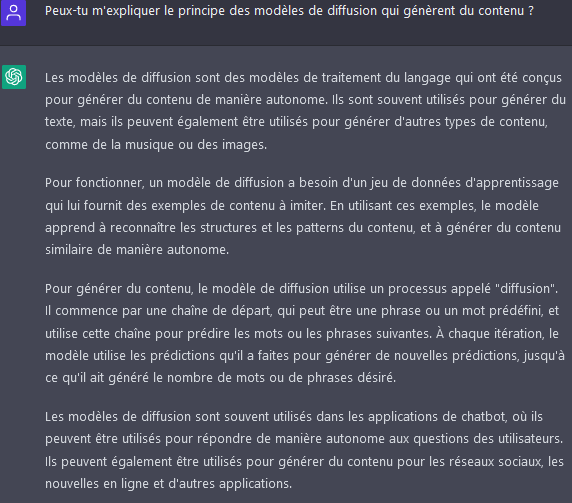 Peux-tu m'expliquer le principe des modèles de diffusion qui génèrent du contenu ?
Les modèles de diffusion sont des modèles de traitement du langage qui ont été conçus
pour générer du contenu de manière autonome. Ils sont souvent utilisés pour générer du
texte, mais ils peuvent également être utilisés pour générer d'autres types de contenu,
comme de la musique ou des images.
Pour fonctionner, un modèle de diffusion a besoin d'un jeu de données d'apprentissage
qui lui fournit des exemples de contenu à imiter. En utilisant ces exemples, le modèle
apprend à reconnaître les structures et les patterns du contenu, et à générer du contenu
similaire de manière autonome.
Pour générer du contenu, le modèle de diffusion utilise un processus appelé "diffusion".
Il commence par une chaîne de départ, qui peut être une phrase ou un mot prédéfini, et
utilise cette chaîne pour prédire les mots ou les phrases suivantes. À chaque itération, le
modèle utilise les prédictions qu'il a faites pour générer de nouvelles prédictions, jusqu'à
ce qu'il ait généré le nombre de mots ou de phrases désiré.
Les modèles de diffusion sont souvent utilisés dans les applications de chatbot, où ils
peuvent être utilisés pour répondre de manière autonome aux questions des utilisateurs.
Ils peuvent également être utilisés pour générer du contenu pour les réseaux sociaux, les
nouvelles en ligne et d'autres applications.